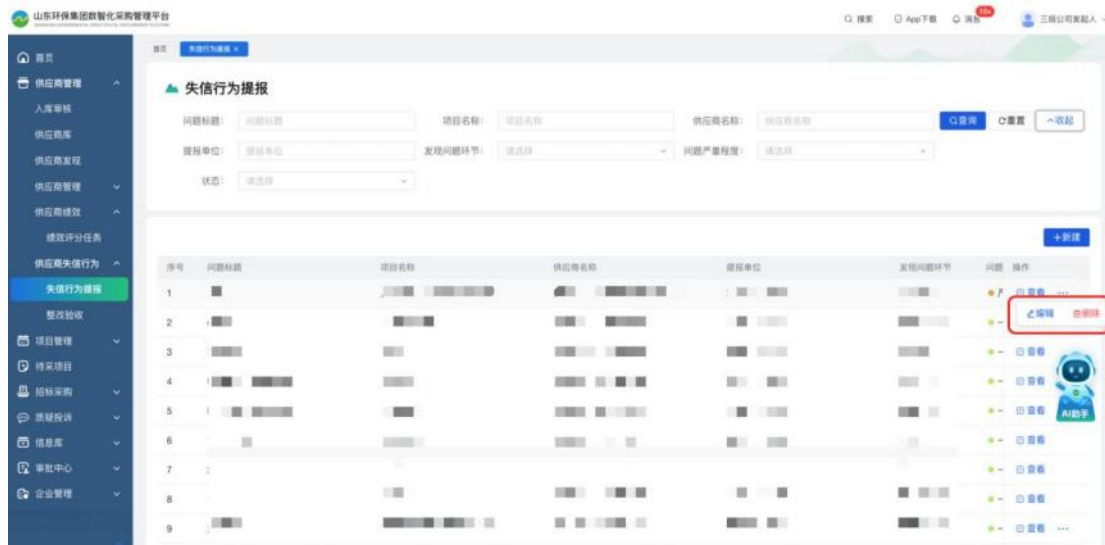 山东环保集团数智化采购管理平台
搜索 App下载 消息 10+ 三级公司发起人
首页 失信行为提报 ×
首页
供应商管理
入库审核
供应商库
供应商发现
供应商管理
供应商绩效
绩效评分任务
供应商失信行为
失信行为提报
整改验收
项目管理
待采项目
招标采购
质疑投诉
信息库
审批中心
企业管理
失信行为提报
问题标题: 问题标题 项目名称: 项目名称 供应商名称: 供应商名称 查询 重置 收起
提报单位: 提报单位 发现问题环节: 请选择 问题严重程度: 请选择
状态: 请选择
+新建
序号 问题标题 项目名称 供应商名称 提报单位 发现问题环节 问题 操作
1 查看 ...
编辑 删除
2
3 查看
4 查看
5 查看
AI助手
6 查看
7 查看
8 查看
9 查看 ...